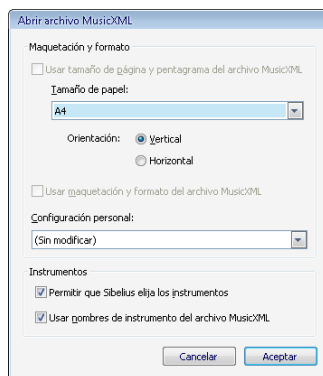 Abrir archivo MusicXML
Maquetación y formato
Usar tamaño de página y pentagrama del archivo MusicXML
Tamaño de papel:
A4
Orientación:
Vertical
Horizontal
Usar maquetación y formato del archivo MusicXML
Configuración personal:
(Sin modificar)
Instrumentos
Permitir que Sibelius elija los instrumentos
Usar nombres de instrumento del archivo MusicXML
Cancelar
Aceptar